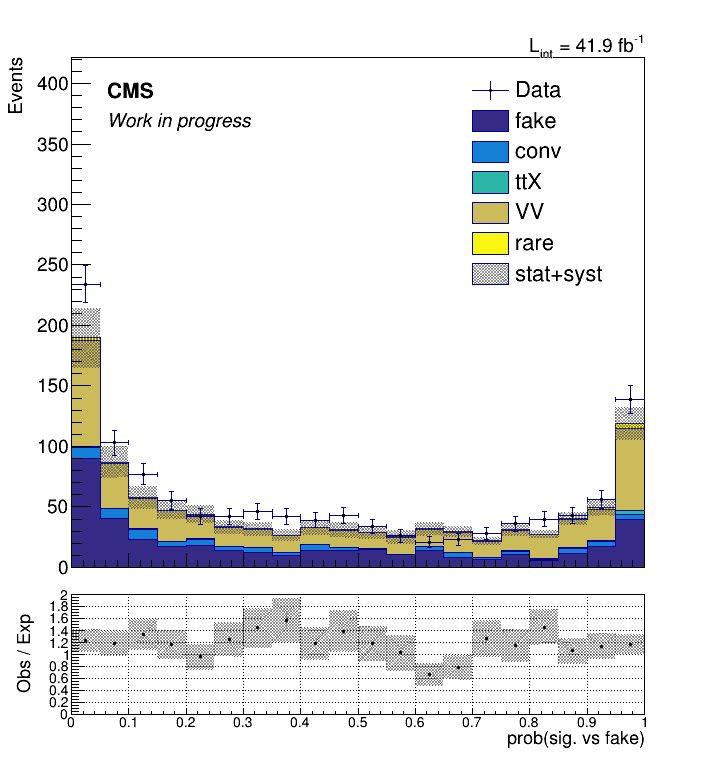 L_int = 41.9 fb^-1
Events
400
350
300
250
200
150
100
50
0
CMS
Work in progress
Data
fake
conv
ttX
VV
rare
stat+syst
Obs / Exp
2
1.8
1.6
1.4
1.2
1
0.8
0.6
0.4
0.2
0
0 0.1 0.2 0.3 0.4 0.5 0.6 0.7 0.8 0.9 1
prob(sig. vs fake)